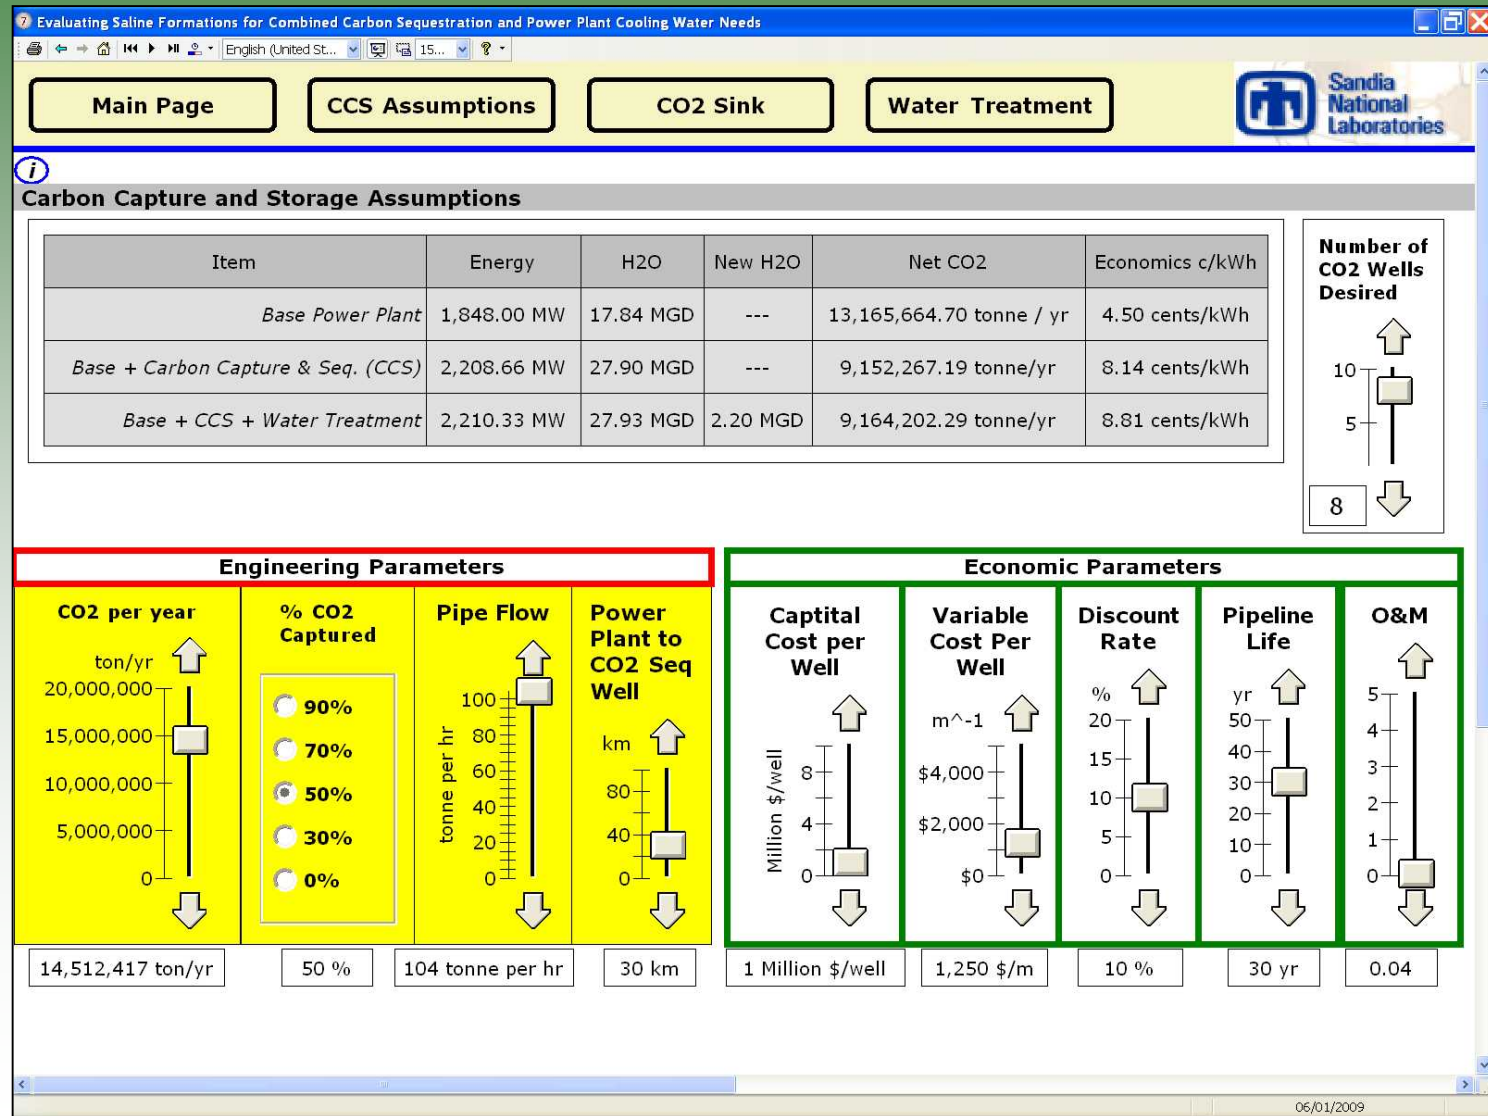 Evaluating Saline Formations for Combined Carbon Sequestration and Power Plant Cooling Water Needs
English (United St... 15...
Main Page CCS Assumptions CO2 Sink Water Treatment
Sandia
National
Laboratories
i
Carbon Capture and Storage Assumptions
Item Energy H2O New H2O Net CO2 Economics c/kWh
Base Power Plant 1,848.00 MW 17.84 MGD --- 13,165,664.70 tonne / yr 4.50 cents/kWh
Base + Carbon Capture & Seq. (CCS) 2,208.66 MW 27.90 MGD --- 9,152,267.19 tonne/yr 8.14 cents/kWh
Base + CCS + Water Treatment 2,210.33 MW 27.93 MGD 2.20 MGD 9,164,202.29 tonne/yr 8.81 cents/kWh
Number of
CO2 Wells
Desired
10
5
8
Engineering Parameters
CO2 per year
ton/yr
20,000,000
15,000,000
10,000,000
5,000,000
0
14,512,417 ton/yr
% CO2
Captured
90%
70%
50%
30%
0%
50 %
Pipe Flow
tonne per hr
100
80
60
40
20
0
104 tonne per hr
Power
Plant to
CO2 Seq
Well
km
80
40
0
30 km
Economic Parameters
Captital
Cost per
Well
Million $/well
8
4
0
1 Million $/well
Variable
Cost Per
Well
m^-1
$4,000
$2,000
$0
1,250 $/m
Discount
Rate
%
20
15
10
5
0
10 %
Pipeline
Life
yr
50
40
30
20
10
0
30 yr
O&M
5
4
3
2
1
0
0.04
06/01/2009